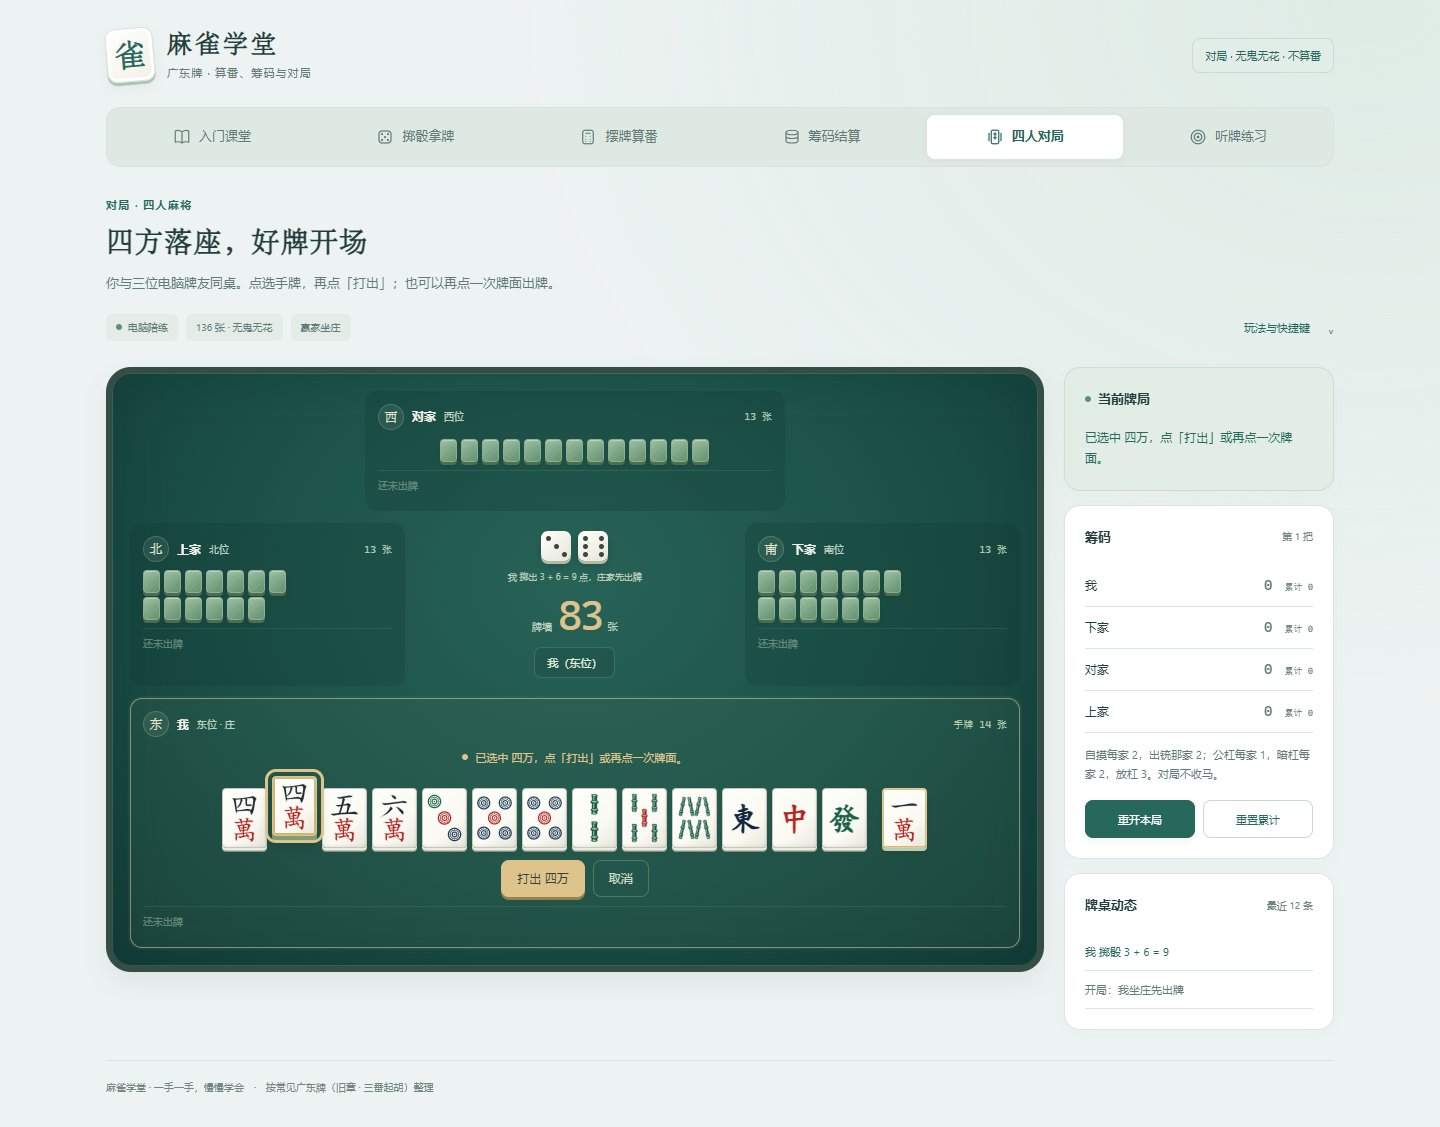 雀
麻雀学堂
广东牌 · 算番、筹码与对局
对局 · 无鬼无花 · 不算番
入门课堂
掷骰拿牌
摆牌算番
筹码结算
四人对局
听牌练习
对局 · 四人麻将
四方落座，好牌开场
你与三位电脑牌友同桌。点选手牌，再点「打出」；也可以再点一次牌面出牌。
电脑陪练
136 张 · 无鬼无花
赢家坐庄
玩法与快捷键
西 对家 西位 13 张
还未出牌
北 上家 北位 13 张
还未出牌
我 掷出 3 + 6 = 9 点，庄家先出牌
牌墙 83 张
我（东位）
南 下家 南位 13 张
还未出牌
东 我 东位 · 庄 手牌 14 张
已选中 四万，点「打出」或再点一次牌面。
四萬 四萬 五萬 六萬 東 中 發 一萬
打出 四万
取消
还未出牌
当前牌局
已选中 四万，点「打出」或再点一次牌
面。
筹码 第 1 把
我 0 累计 0
下家 0 累计 0
对家 0 累计 0
上家 0 累计 0
自摸每家 2，出铳那家 2；公杠每家 1，暗杠每
家 2，放杠 3。对局不收马。
重开本局
重置累计
牌桌动态 最近 12 条
我 掷骰 3 + 6 = 9
开局：我坐庄先出牌
麻雀学堂 · 一手一手，慢慢学会 · 按常见广东牌（旧章 · 三番起胡）整理